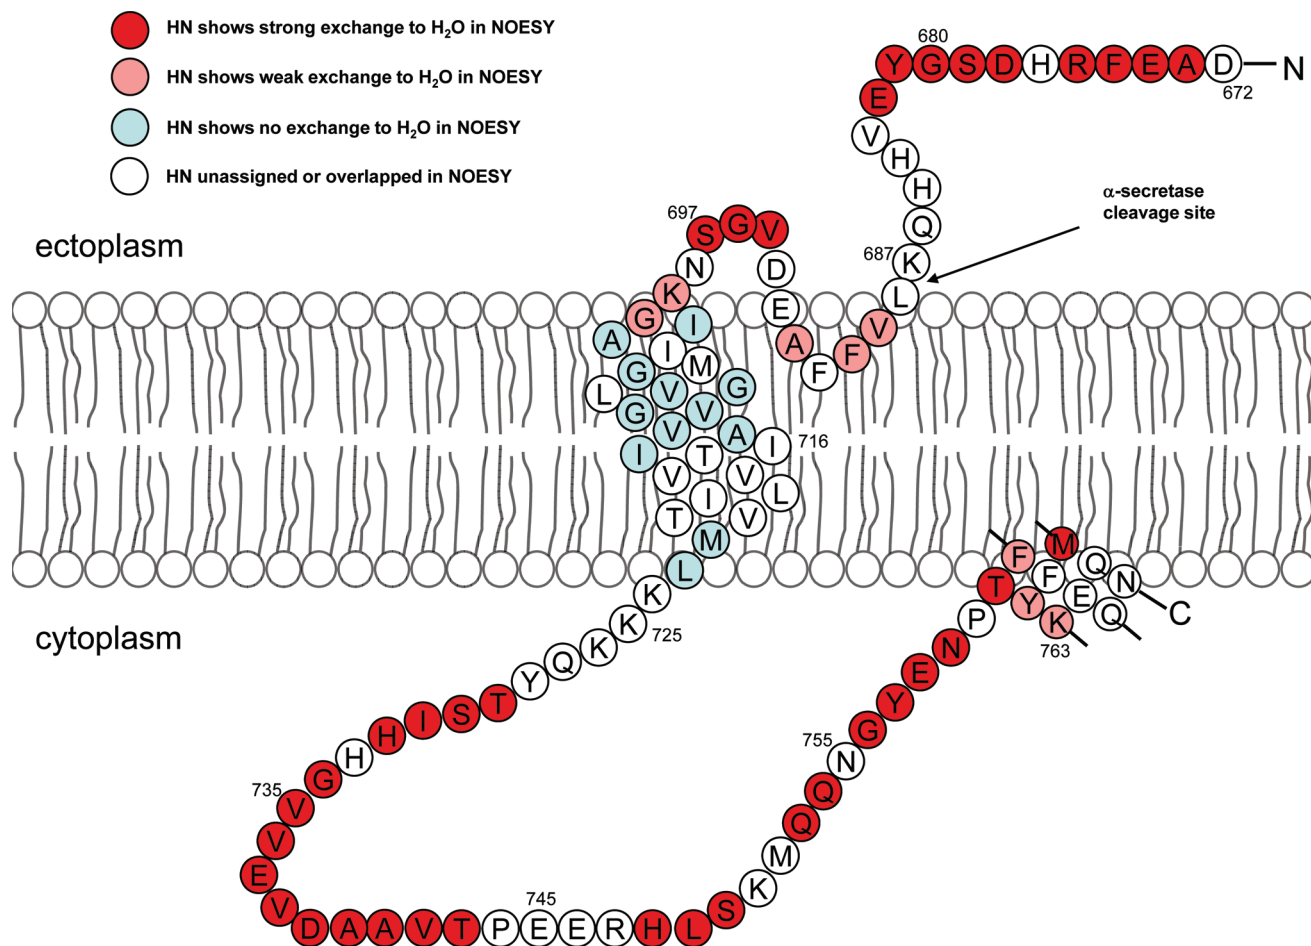 HN shows strong exchange to H₂O in NOESY
HN shows weak exchange to H₂O in NOESY
HN shows no exchange to H₂O in NOESY
HN unassigned or overlapped in NOESY
680
Y G S D H R F E A D — N
672
E
V
H
H
Q
687 K
α-secretase
cleavage site
L
ectoplasm
697
S G V
N D
K E
G I A F V
A I M F
G V G
L
G V V A I 716
I V T V L
T I V
M
L
K
K 725
K
Q
Y
T
S
I
H
H
G
735 V
V
E
V
D A A V T P E E R H L S
745
K
M
Q
Q
755 N
G
Y
E
N
P
T
F M
Y F Q N
K E Q C
763
cytoplasm